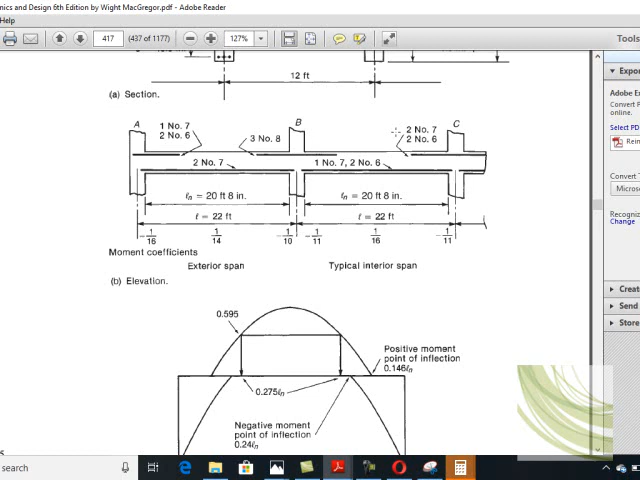 onics and Design 6th Edition by Wight MacGregor.pdf - Adobe Reader
Help
417 (437 of 1177) 127% Tools
12 ft
(a) Section.
A B C
1 No. 7
2 No. 6
3 No. 8
2 No. 7
2 No. 6
2 No. 7
1 No. 7, 2 No. 6
ℓn = 20 ft 8 in. ℓn = 20 ft 8 in.
ℓ = 22 ft ℓ = 22 ft
-1/16 1/14 -1/10 -1/11 1/16 -1/11
Moment coefficients
Exterior span Typical interior span
(b) Elevation.
0.595
Positive moment
point of inflection
0.146ℓn
0.275ℓn
Negative moment
point of inflection
0.24ℓn
Expor
Adobe Ex
Convert P
online.
Select PD
Rein
Convert T
Micros
Recogniz
Change
Creat
Send
Store
search